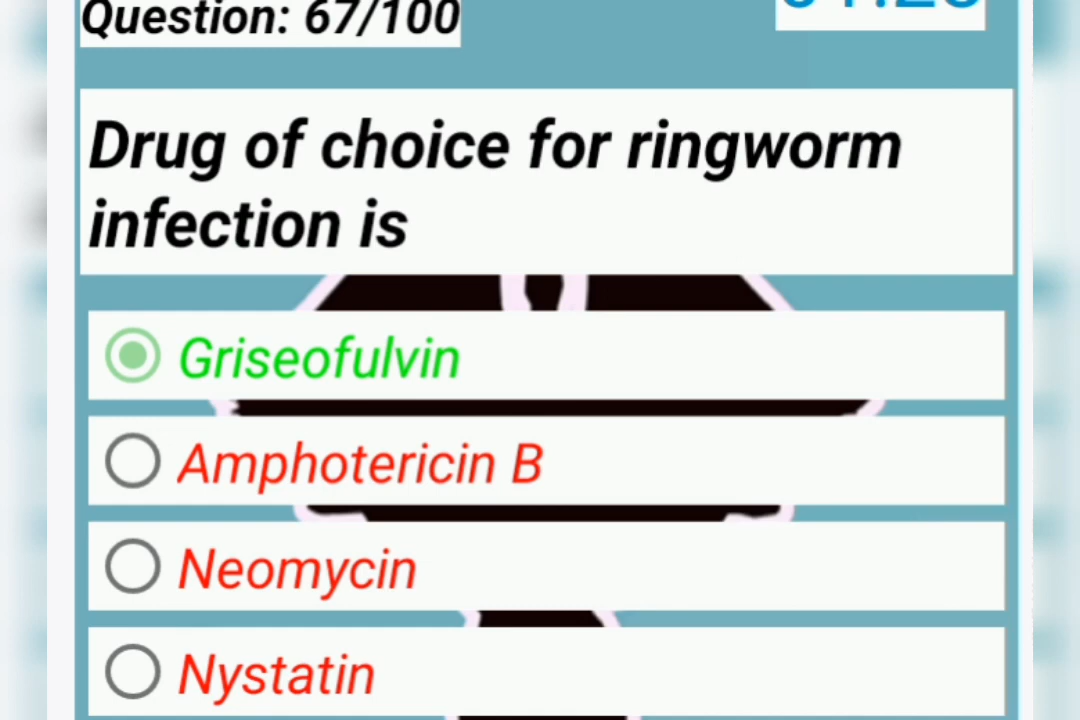 Question: 67/100
Drug of choice for ringworm
infection is
Griseofulvin
Amphotericin B
Neomycin
Nystatin